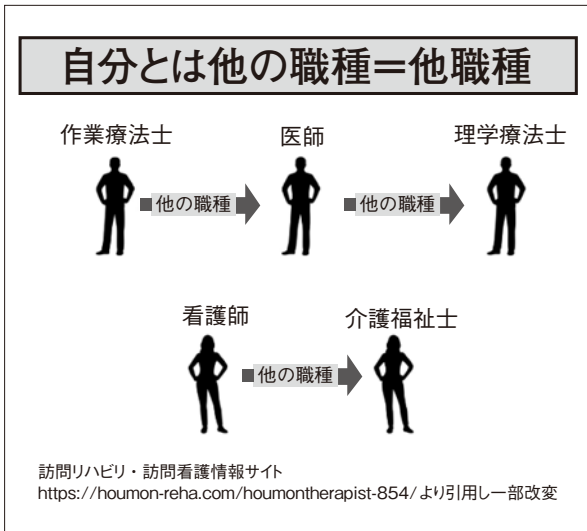 自分とは他の職種＝他職種
作業療法士 医師 理学療法士
■他の職種 ■他の職種
看護師 介護福祉士
■他の職種
訪問リハビリ・訪問看護情報サイト
https://houmon-reha.com/houmontherapist-854/より引用し一部改変